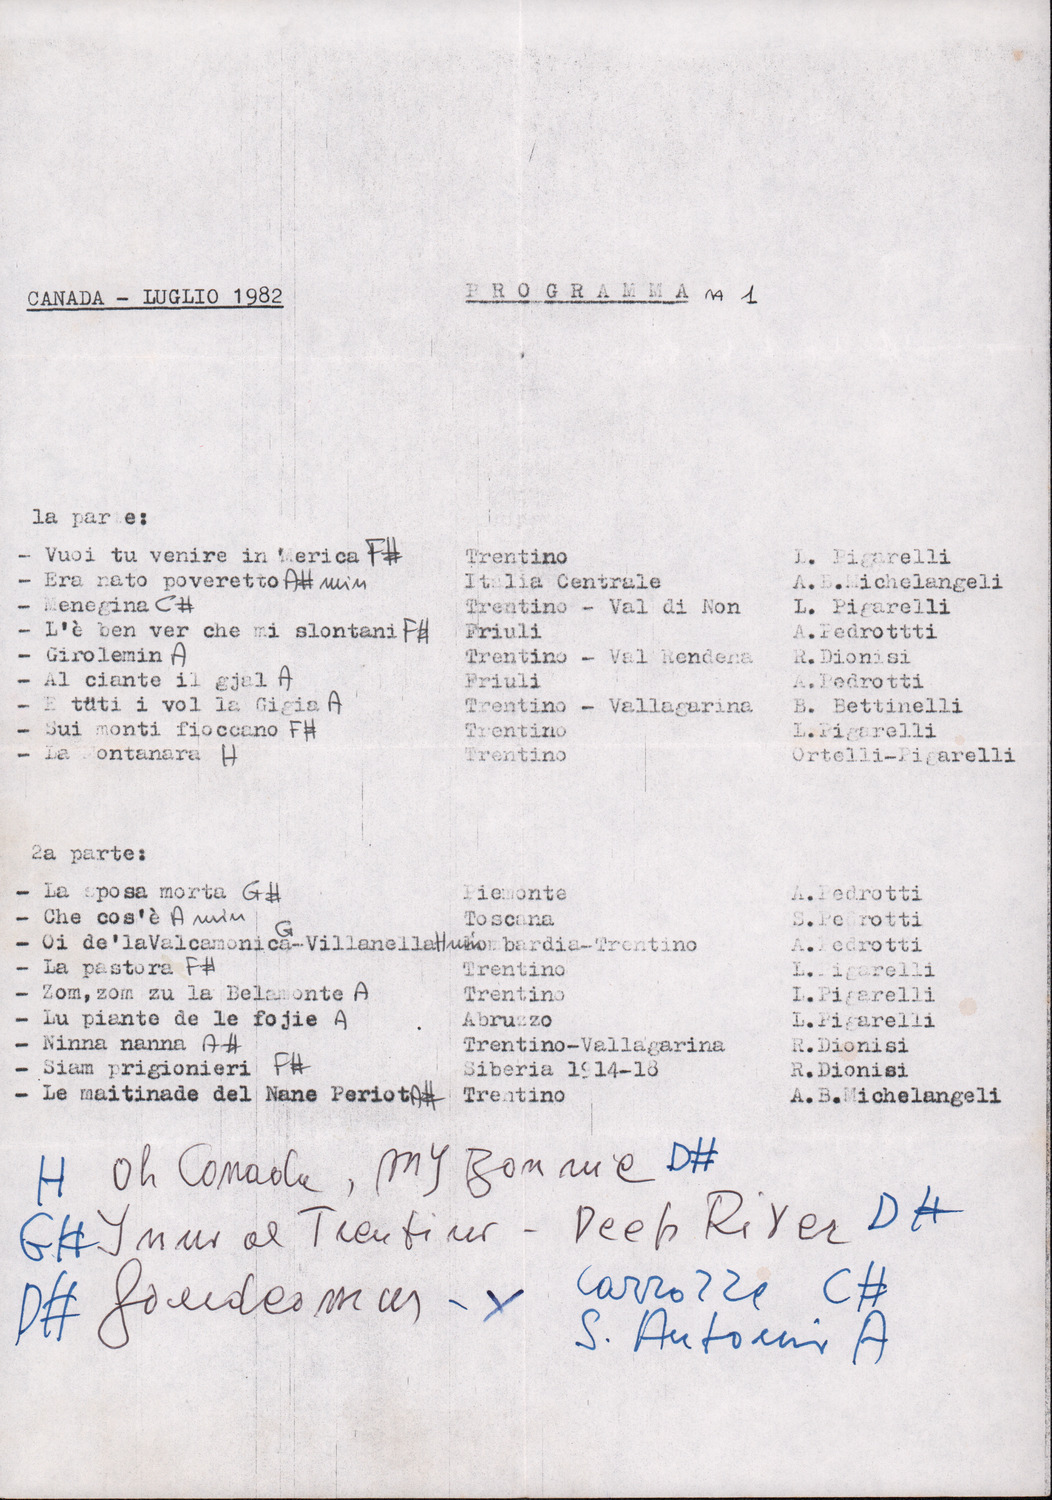 CANADA - LUGLIO 1982 PROGRAMMA n 1
1a parte:
- Vuoi tu venire in 'Merica F#
Trentino L. Pigarelli
- Era nato poveretto A# min
Italia Centrale A.B.Michelangeli
- Menegina C#
Trentino - Val di Non L. Pigarelli
- L'è ben ver che mi slontani F#
Friuli A.Pedrottti
- Girolemin A
Trentino - Val Rendena R.Dionisi
- Al ciante il gjal A
Friuli A.Pedrotti
- E tüti i vol la Gigia A
Trentino - Vallagarina B. Bettinelli
- Sui monti fioccano F#
Trentino L.Pigarelli
- La Montanara H
Trentino Ortelli-Pigarelli
2a parte:
- La sposa morta G#
Piemonte A.Pedrotti
- Che cos'è A min
Toscana S.Pedrotti
- Oi de'laValcamonica G -Villanella H min
Lombardia-Trentino A.Pedrotti
- La pastora F#
Trentino L.Pigarelli
- Zom,zom zu la Belamonte A
Trentino L.Pigarelli
- Lu piante de le fojie A
Abruzzo L.Pigarelli
- Ninna nanna A#
Trentino-Vallagarina R.Dionisi
- Siam prigionieri F#
Siberia 1914-18 R.Dionisi
- Le maitinade del Nane Periot A#
Trentino A.B.Michelangeli
H Oh Canada, MY Bonnie D#
G# Inno al Trentino - Deep River D#
D# - x Carrozze C#
S. Antonio A